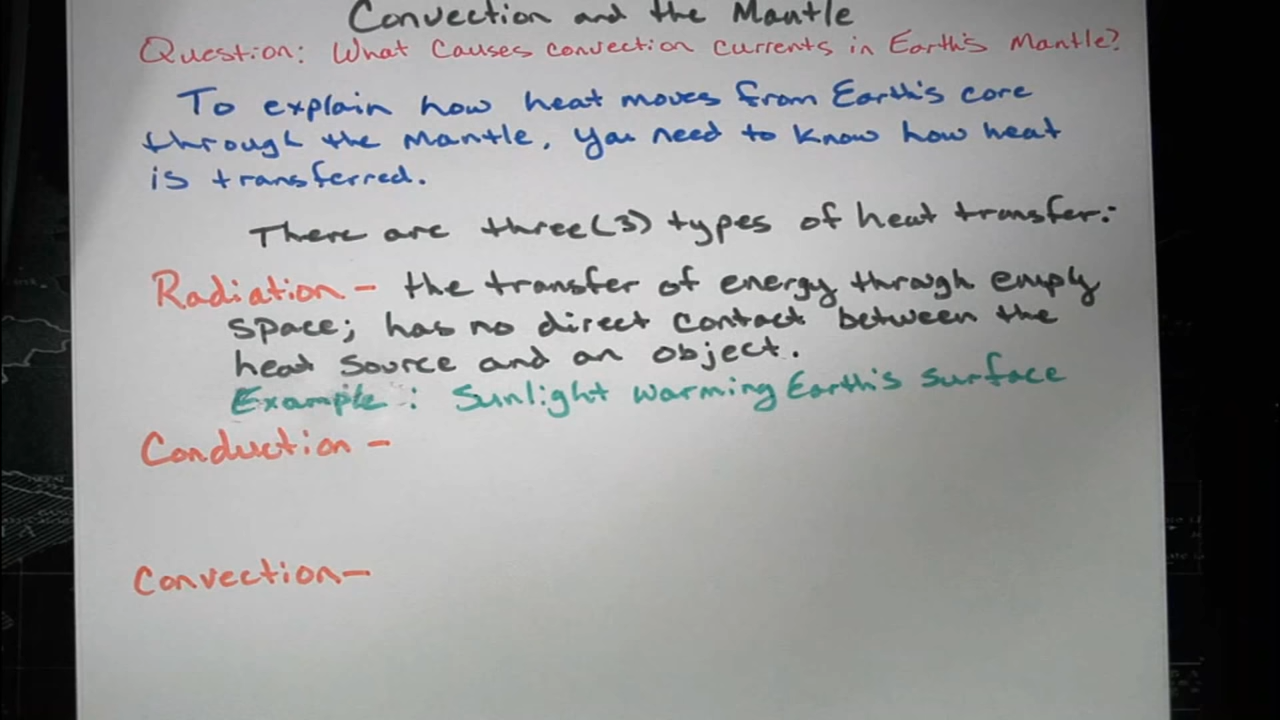 Convection and the Mantle
Question: What Causes convection currents in Earth's Mantle?
To explain how heat moves from Earth's core
through the Mantle, you need to know how heat
is transferred.
There are three (3) types of heat transfer:
Radiation - the transfer of energy through empty
space; has no direct contact between the
heat source and an object.
Example: Sunlight warming Earth's surface
Conduction -
Convection -